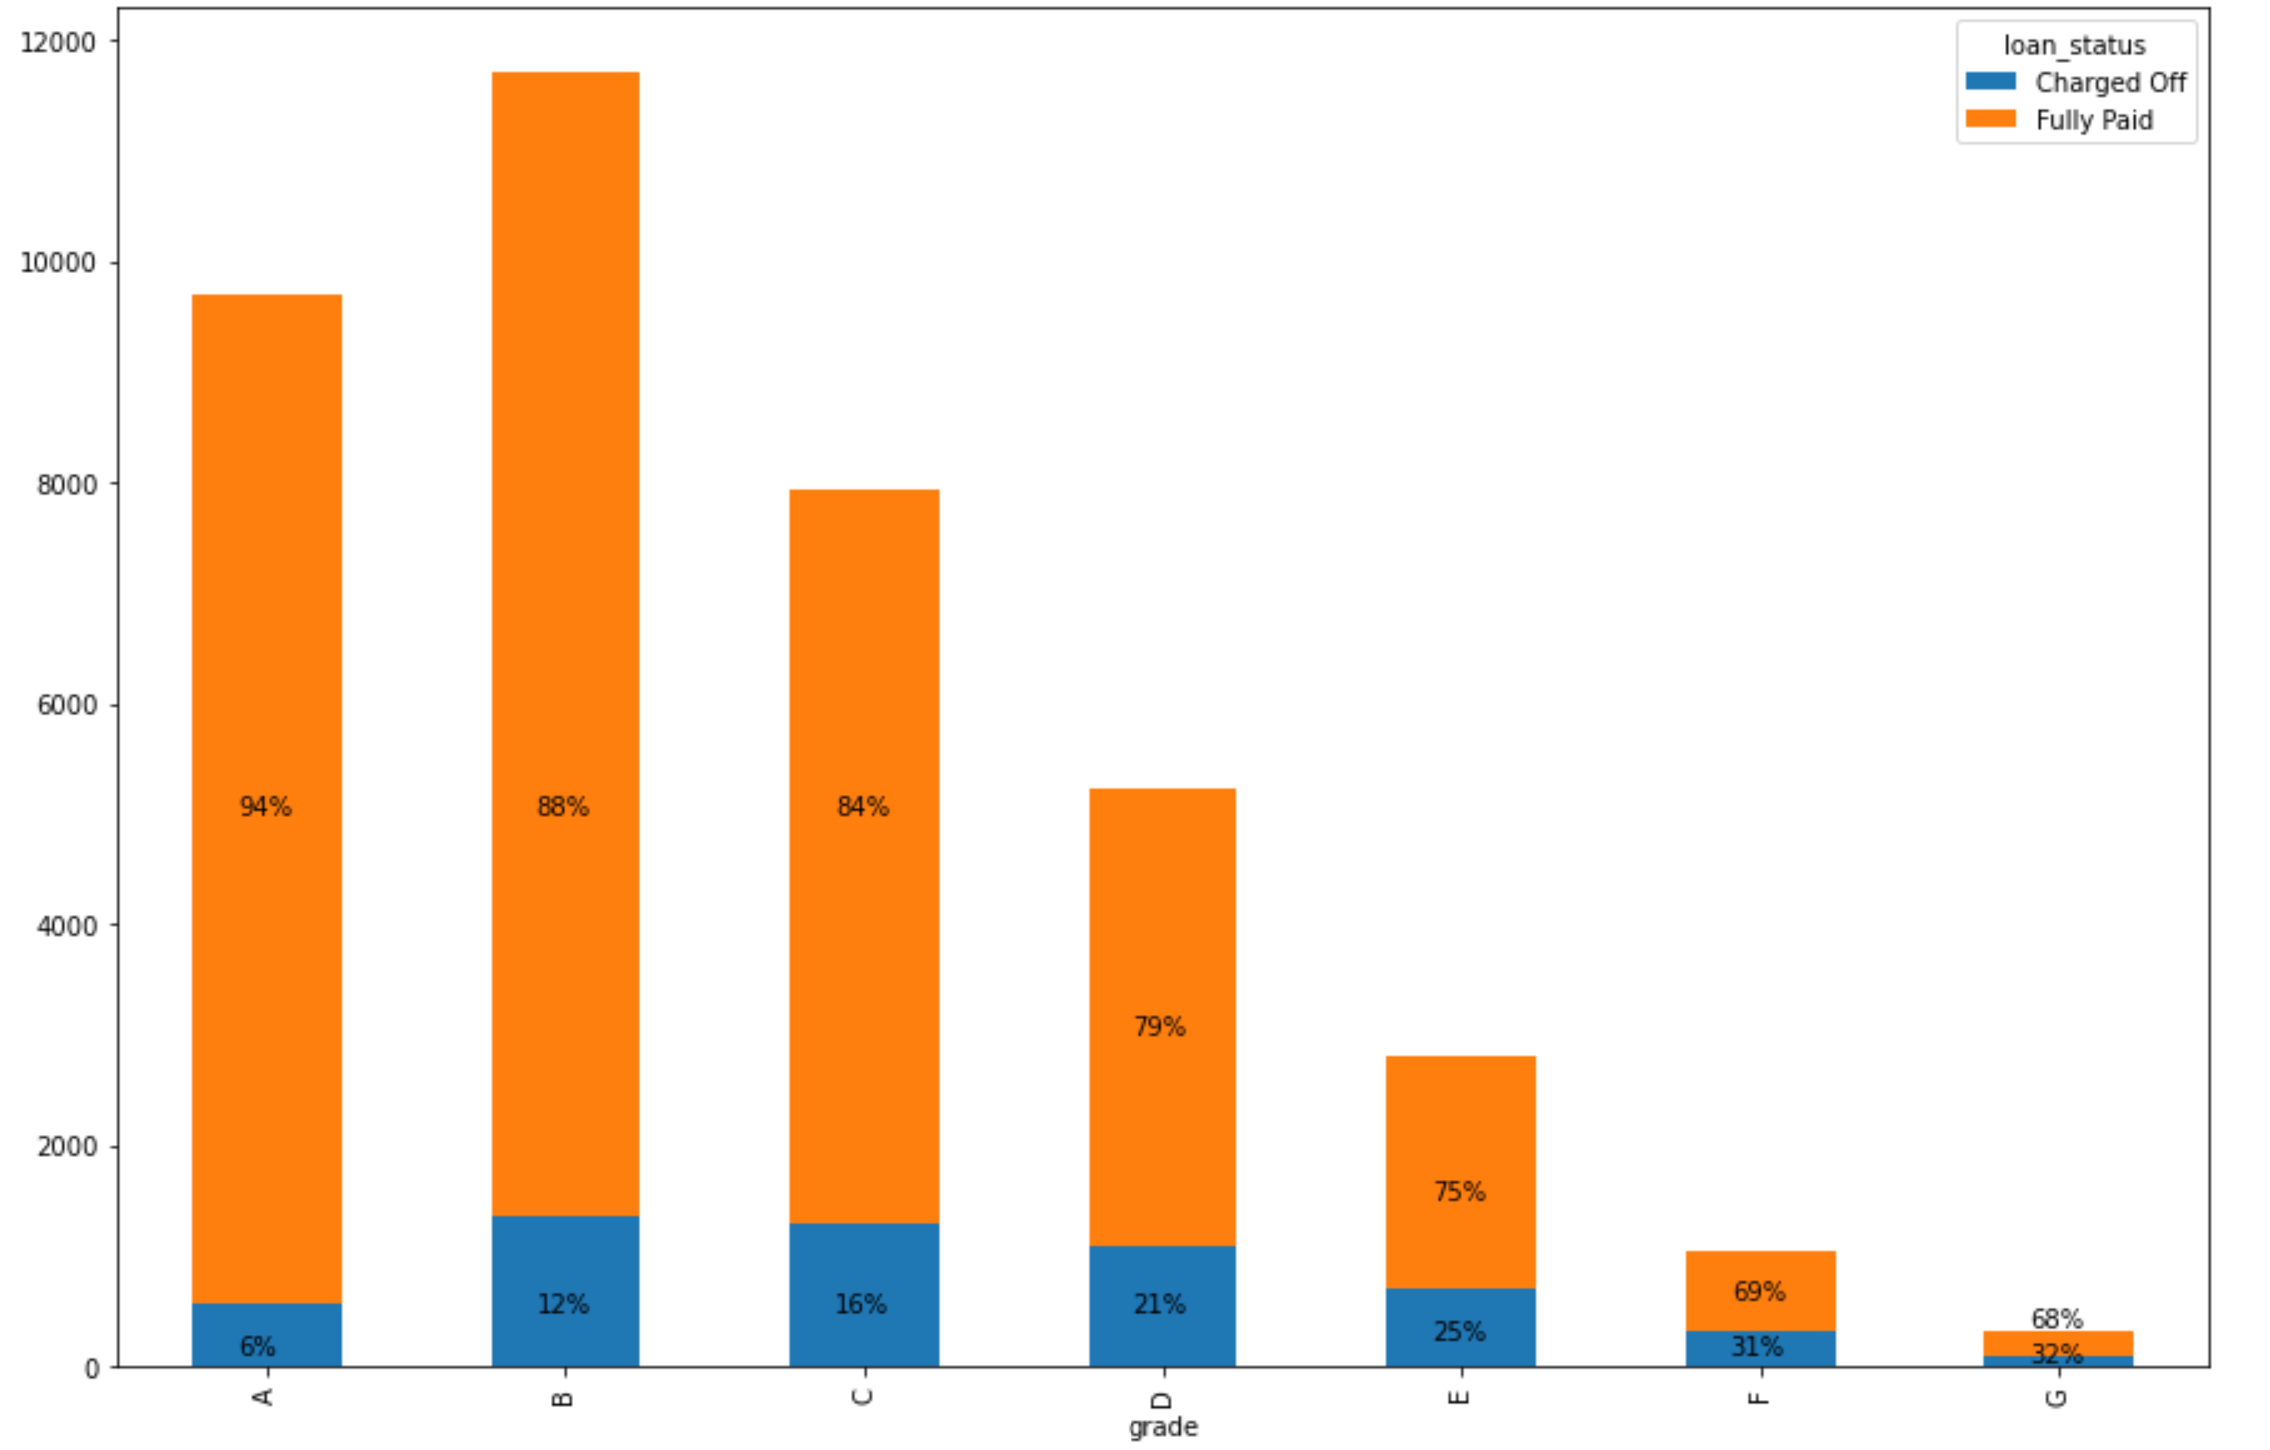 12000
10000
8000
6000
4000
2000
0
loan_status
Charged Off
Fully Paid
94%
88%
84%
79%
75%
69%
68%
6%
12%
16%
21%
25%
31%
32%
A
B
C
D
E
F
G
grade